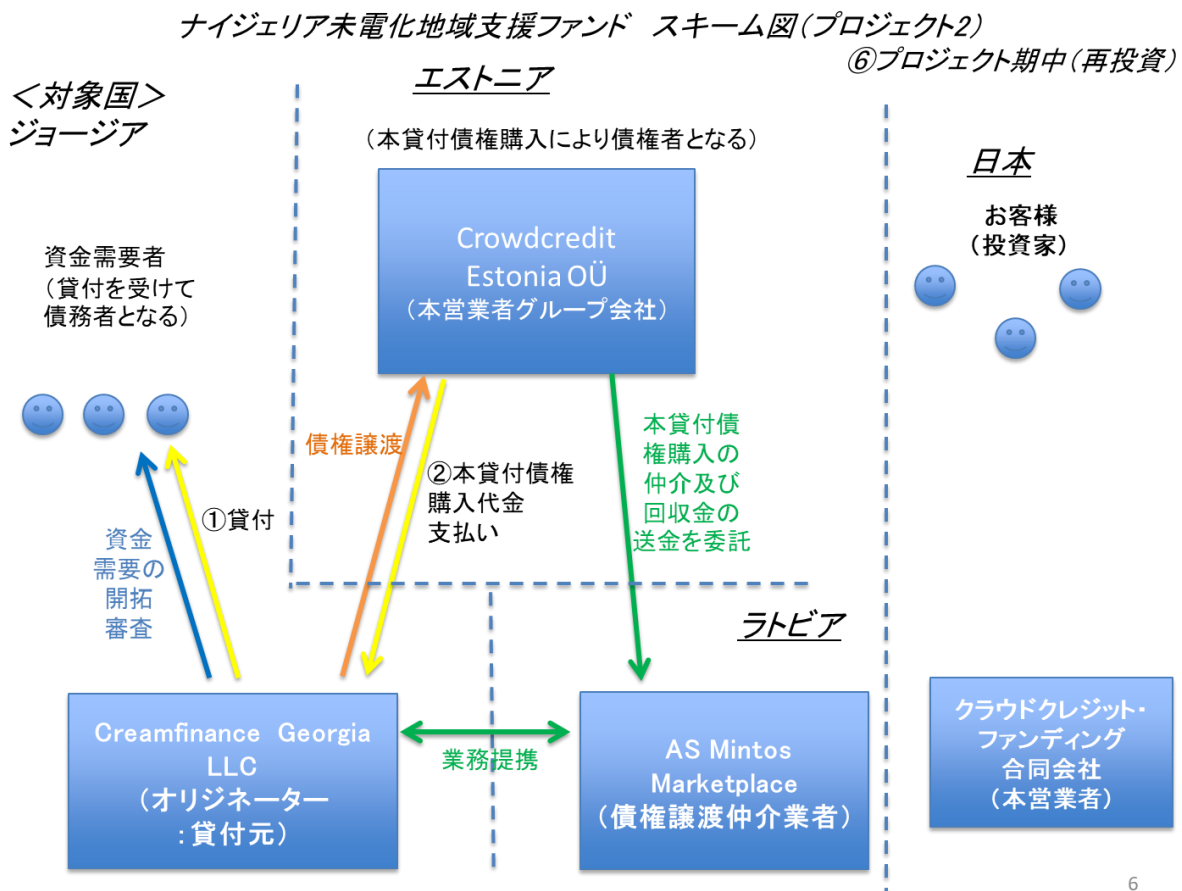 ナイジェリア未電化地域支援ファンド　スキーム図(プロジェクト2)
⑥プロジェクト期中(再投資)
＜対象国＞
ジョージア
エストニア
(本貸付債権購入により債権者となる)
Crowdcredit
Estonia OÜ
(本営業者グループ会社)
日本
お客様
(投資家)
資金需要者
(貸付を受けて
債務者となる)
債権譲渡
②本貸付債権
購入代金
支払い
本貸付債
権購入の
仲介及び
回収金の
送金を委託
①貸付
資金
需要の
開拓
審査
ラトビア
Creamfinance Georgia
LLC
(オリジネーター
:貸付元)
業務提携
AS Mintos
Marketplace
(債権譲渡仲介業者)
クラウドクレジット・
ファンディング
合同会社
(本営業者)
6